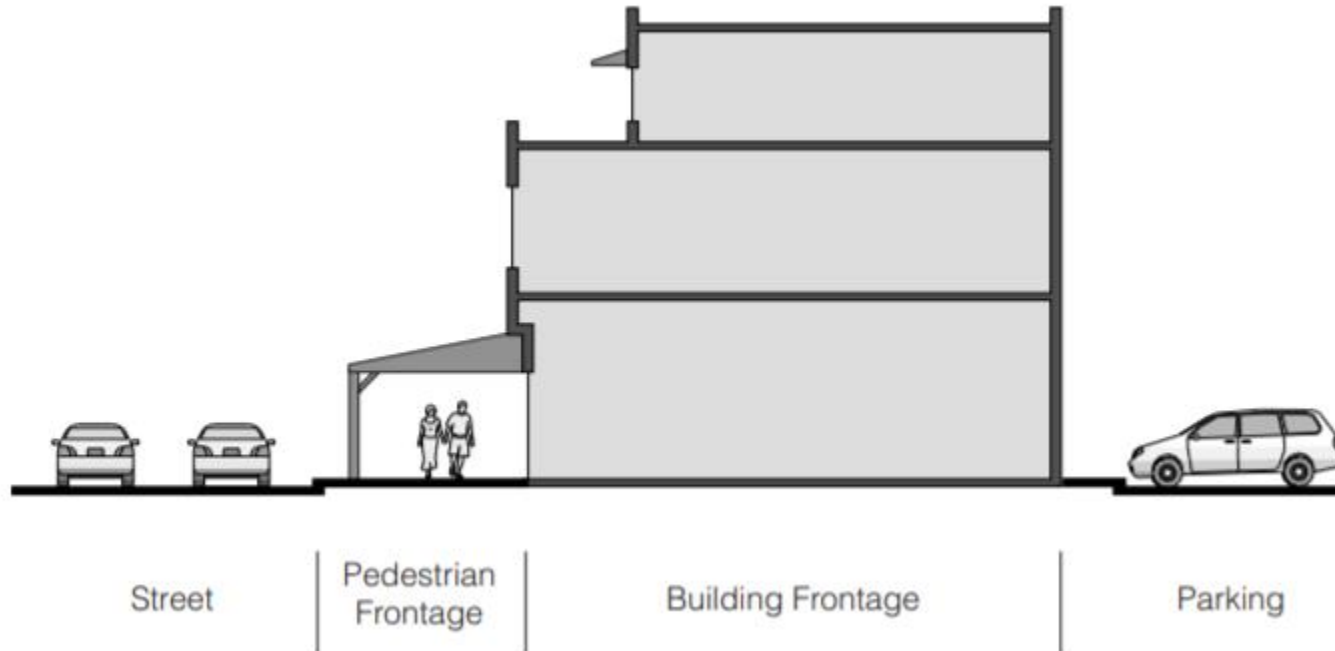 Street
Pedestrian
Frontage
Building Frontage
Parking